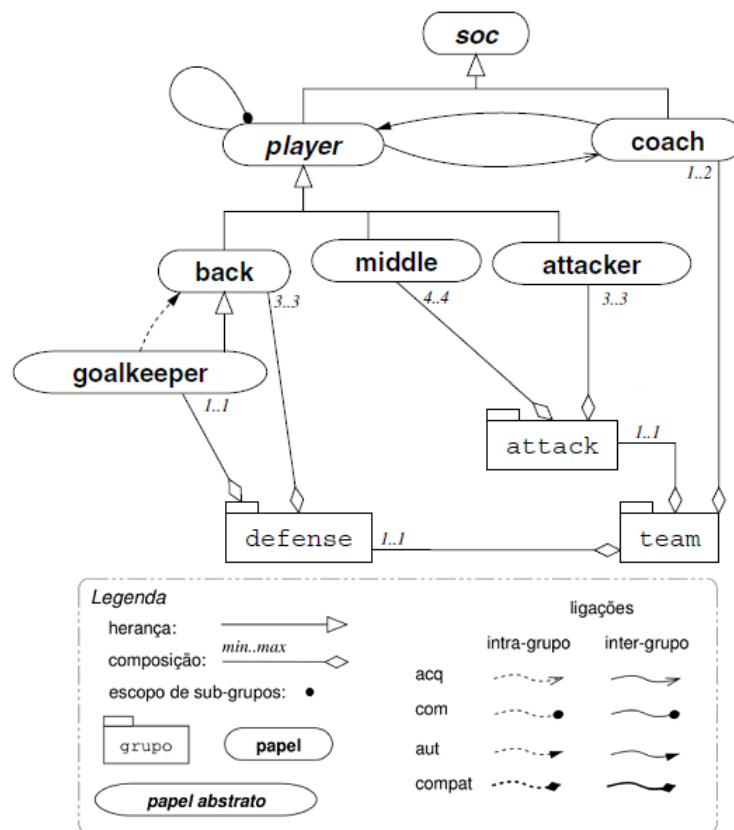 soc
player
coach
1..2
back
middle
attacker
3..3
4..4
3..3
goalkeeper
1..1
attack
1..1
defense
1..1
team
Legenda
ligações
herança:
min..max
composição:
intra-grupo inter-grupo
escopo de sub-grupos:
acq
com
grupo
papel
aut
compat
papel abstrato